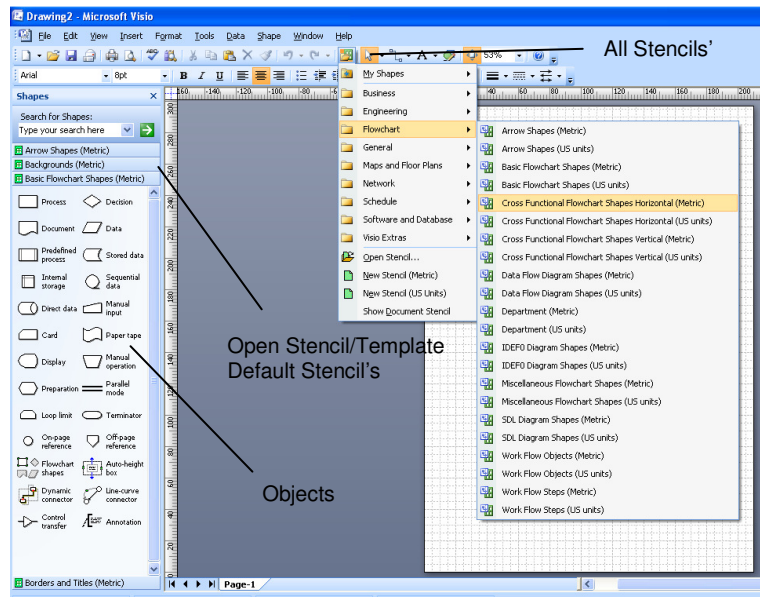 Drawing2 - Microsoft Visio
File Edit View Insert Format Tools Data Shape Window Help
53%
All Stencils’
Arial 8pt B I U
Shapes
Search for Shapes:
Type your search here
Arrow Shapes (Metric)
Backgrounds (Metric)
Basic Flowchart Shapes (Metric)
Process Decision
Document Data
Predefined process Stored data
Internal storage Sequential data
Direct data Manual input
Card Paper tape
Display Manual operation
Preparation Parallel mode
Loop limit Terminator
On-page reference Off-page reference
Flowchart shapes Auto-height box
Dynamic connector Line-curve connector
Control transfer Annotation
Borders and Titles (Metric)
My Shapes
Business
Engineering
Flowchart
General
Maps and Floor Plans
Network
Schedule
Software and Database
Visio Extras
Open Stencil...
New Stencil (Metric)
New Stencil (US Units)
Show Document Stencil
Arrow Shapes (Metric)
Arrow Shapes (US units)
Basic Flowchart Shapes (Metric)
Basic Flowchart Shapes (US units)
Cross Functional Flowchart Shapes Horizontal (Metric)
Cross Functional Flowchart Shapes Horizontal (US units)
Cross Functional Flowchart Shapes Vertical (Metric)
Cross Functional Flowchart Shapes Vertical (US units)
Data Flow Diagram Shapes (Metric)
Data Flow Diagram Shapes (US units)
Department (Metric)
Department (US units)
IDEF0 Diagram Shapes (Metric)
IDEF0 Diagram Shapes (US units)
Miscellaneous Flowchart Shapes (Metric)
Miscellaneous Flowchart Shapes (US units)
SDL Diagram Shapes (Metric)
SDL Diagram Shapes (US units)
Work Flow Objects (Metric)
Work Flow Objects (US units)
Work Flow Steps (Metric)
Work Flow Steps (US units)
Open Stencil/Template
Default Stencil’s
Objects
Page-1